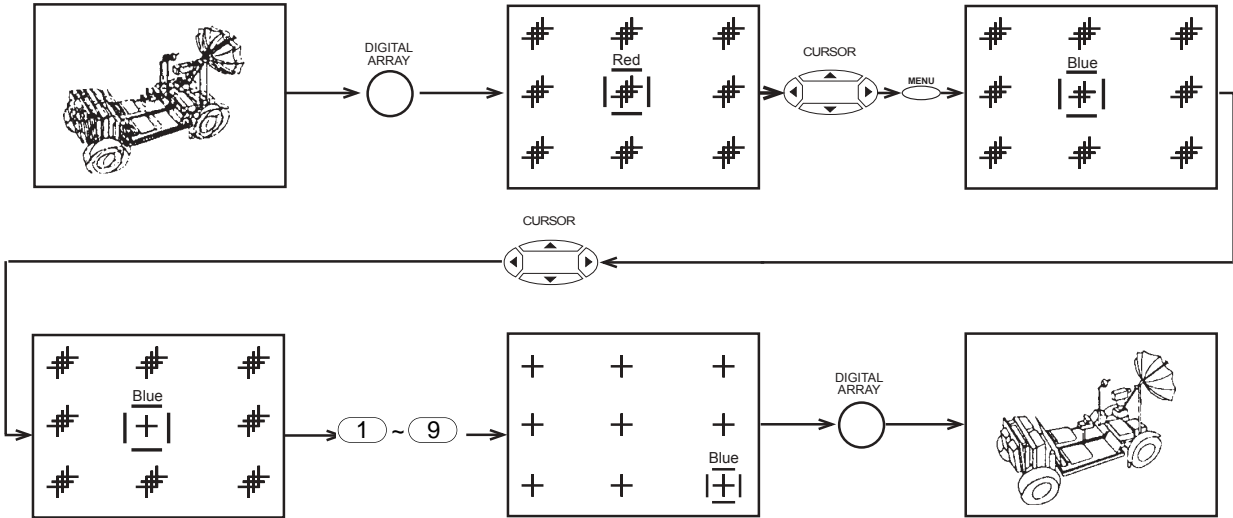 DIGITAL
ARRAY
Red
CURSOR
MENU
Blue
CURSOR
Blue
1 ~ 9
Blue
DIGITAL
ARRAY